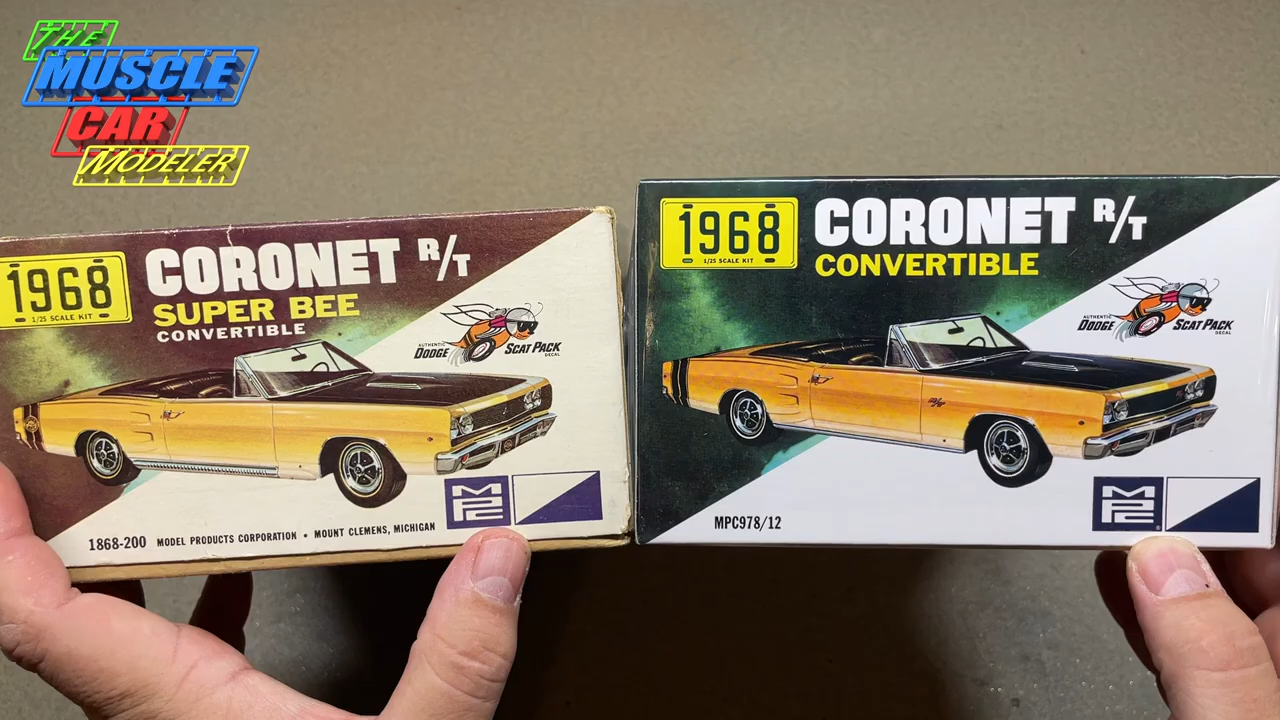 THE
MUSCLE
CAR
MODELER
1968
1/25 SCALE KIT
CORONET R/T
SUPER BEE
CONVERTIBLE
AUTHENTIC
DODGE SCAT PACK
DECAL
MPC
1868-200 MODEL PRODUCTS CORPORATION • MOUNT CLEMENS, MICHIGAN
1968
1/25 SCALE KIT
CORONET R/T
CONVERTIBLE
AUTHENTIC
DODGE SCAT PACK
DECAL
R/T
MPC
MPC978/12